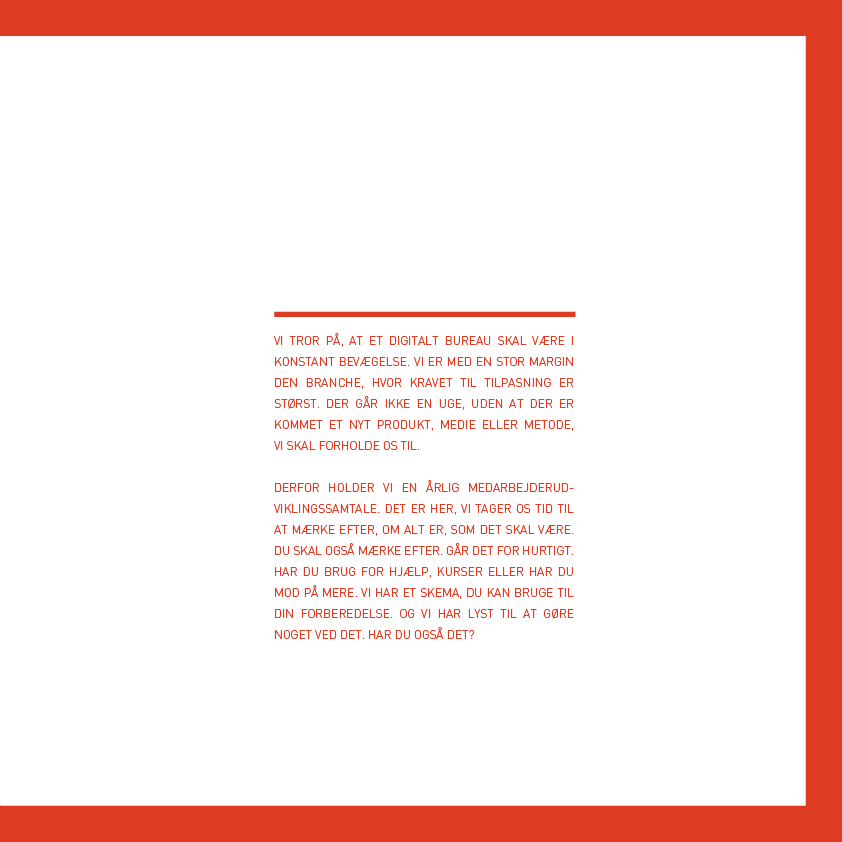 VI TROR PÅ, AT ET DIGITALT BUREAU SKAL VÆRE I
KONSTANT BEVÆGELSE. VI ER MED EN STOR MARGIN
DEN BRANCHE, HVOR KRAVET TIL TILPASNING ER
STØRST. DER GÅR IKKE EN UGE, UDEN AT DER ER
KOMMET ET NYT PRODUKT, MEDIE ELLER METODE,
VI SKAL FORHOLDE OS TIL.
DERFOR HOLDER VI EN ÅRLIG MEDARBEJDERUD-
VIKLINGSSAMTALE. DET ER HER, VI TAGER OS TID TIL
AT MÆRKE EFTER, OM ALT ER, SOM DET SKAL VÆRE.
DU SKAL OGSÅ MÆRKE EFTER. GÅR DET FOR HURTIGT.
HAR DU BRUG FOR HJÆLP, KURSER ELLER HAR DU
MOD PÅ MERE. VI HAR ET SKEMA, DU KAN BRUGE TIL
DIN FORBEREDELSE. OG VI HAR LYST TIL AT GØRE
NOGET VED DET. HAR DU OGSÅ DET?